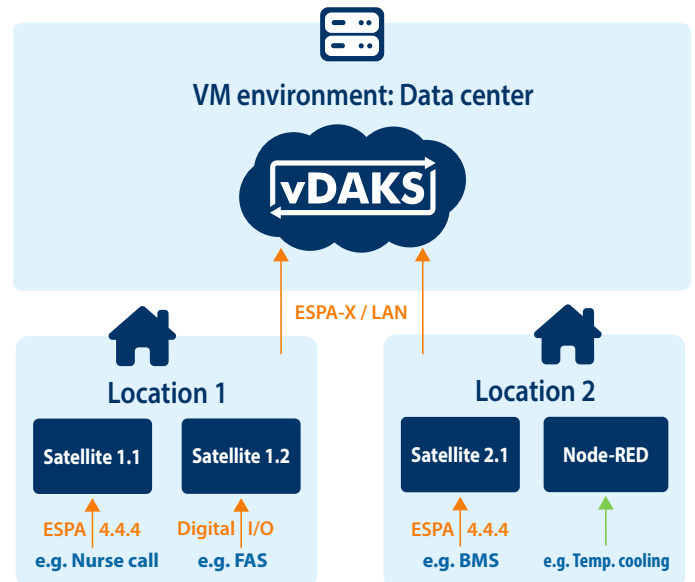 VM environment: Data center
vDAKS
ESPA-X / LAN
Location 1
Satellite 1.1
Satellite 1.2
ESPA 4.4.4
Digital I/O
e.g. Nurse call
e.g. FAS
Location 2
Satellite 2.1
Node-RED
ESPA 4.4.4
e.g. BMS
e.g. Temp. cooling